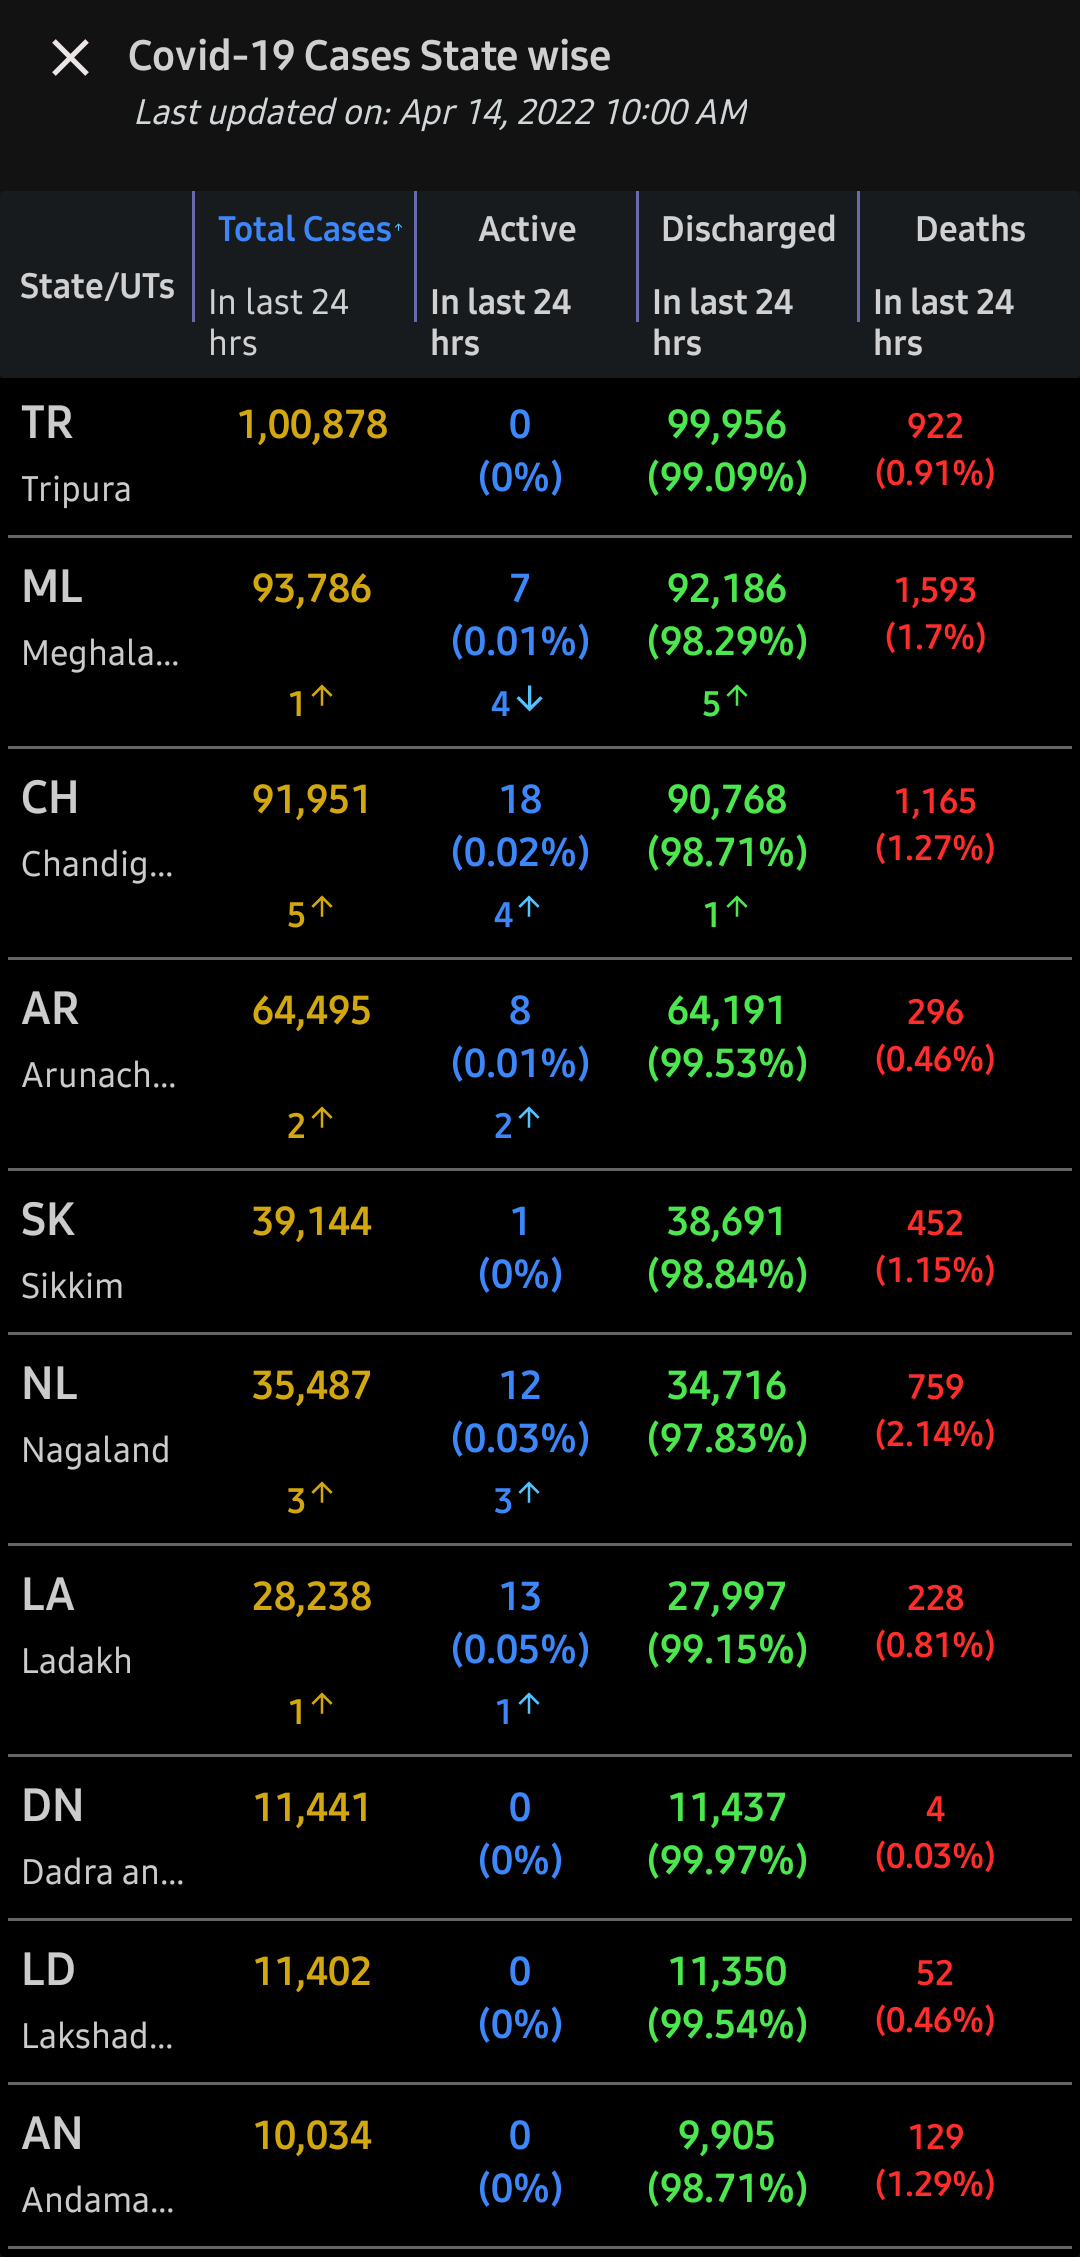 Covid-19 Cases State wise
Last updated on: Apr 14, 2022 10:00 AM
State/UTs
Total Cases↑ Active Discharged Deaths
In last 24 hrs In last 24 hrs In last 24 hrs In last 24 hrs
TR 1,00,878 0 99,956 922
(0%) (99.09%) (0.91%)
Tripura
ML 93,786 7 92,186 1,593
(0.01%) (98.29%) (1.7%)
Meghala...
1↑ 4↓ 5↑
CH 91,951 18 90,768 1,165
(0.02%) (98.71%) (1.27%)
Chandig...
5↑ 4↑ 1↑
AR 64,495 8 64,191 296
(0.01%) (99.53%) (0.46%)
Arunach...
2↑ 2↑
SK 39,144 1 38,691 452
(0%) (98.84%) (1.15%)
Sikkim
NL 35,487 12 34,716 759
(0.03%) (97.83%) (2.14%)
Nagaland
3↑ 3↑
LA 28,238 13 27,997 228
(0.05%) (99.15%) (0.81%)
Ladakh
1↑ 1↑
DN 11,441 0 11,437 4
(0%) (99.97%) (0.03%)
Dadra an...
LD 11,402 0 11,350 52
(0%) (99.54%) (0.46%)
Lakshad...
AN 10,034 0 9,905 129
(0%) (98.71%) (1.29%)
Andama...